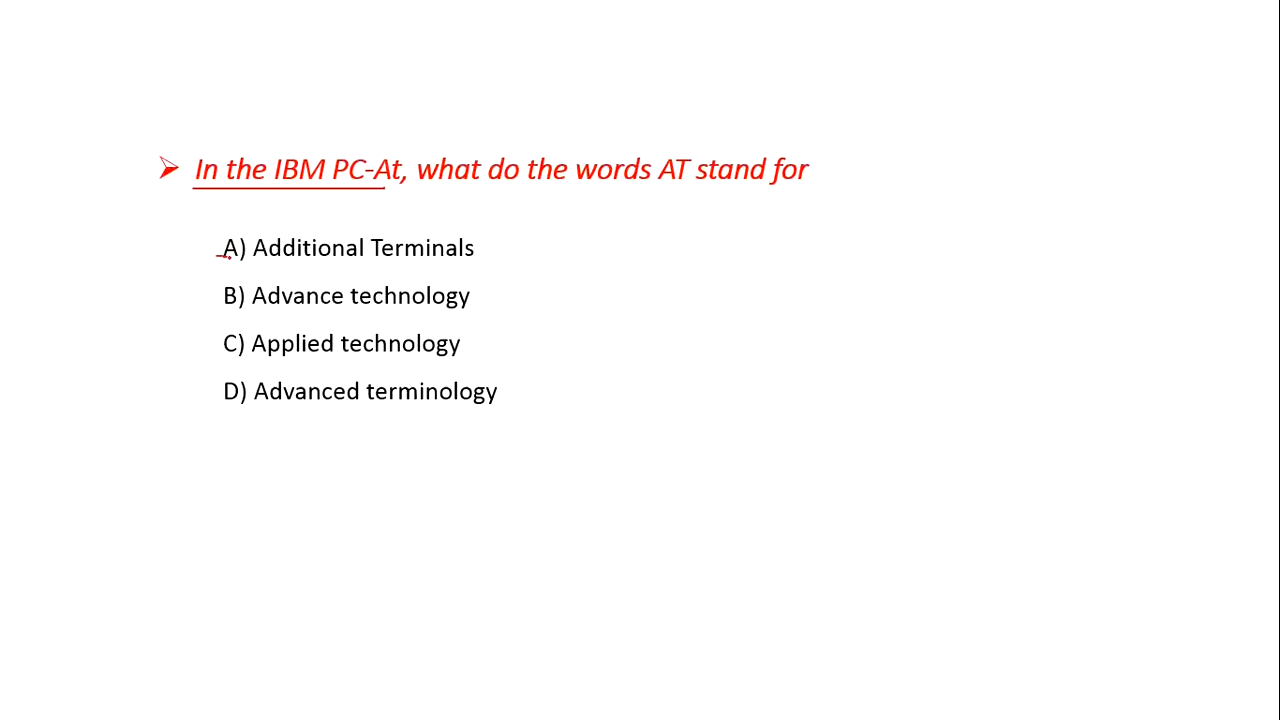 In the IBM PC-At, what do the words AT stand for
A) Additional Terminals
B) Advance technology
C) Applied technology
D) Advanced terminology